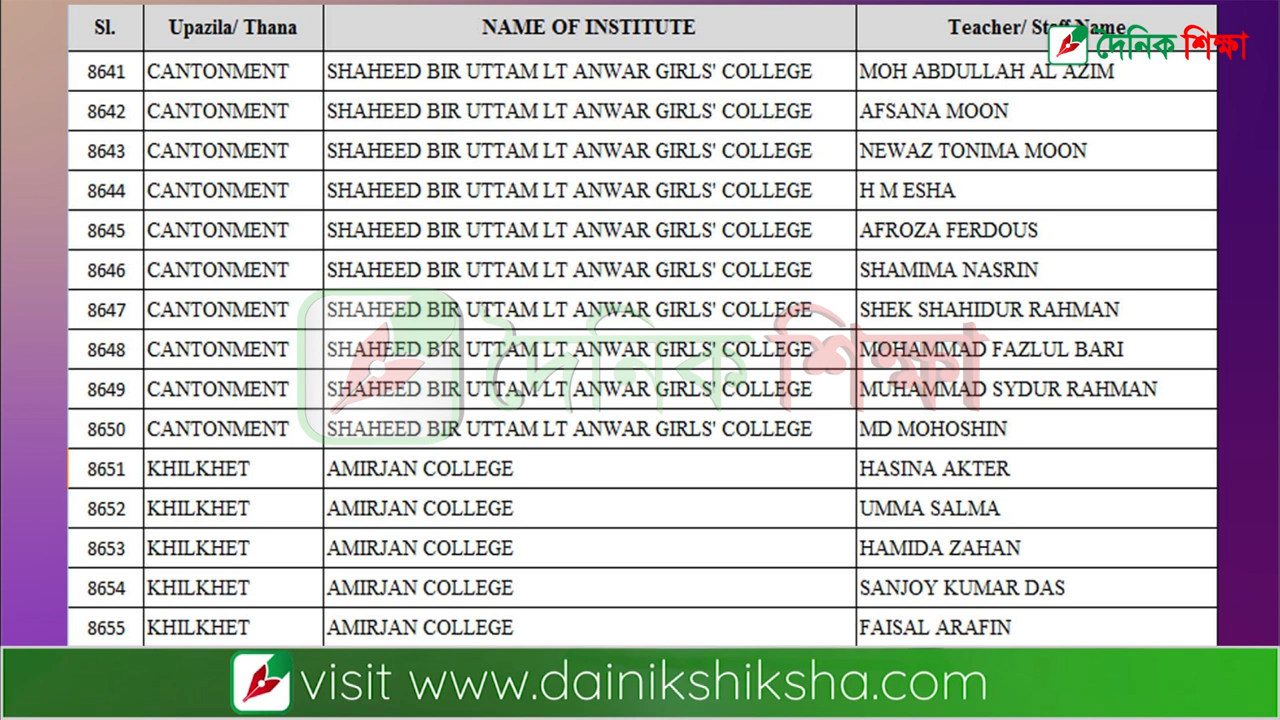 Sl. Upazila/ Thana NAME OF INSTITUTE Teacher/ Staff Name
দৈনিক শিক্ষা
8641 CANTONMENT SHAHEED BIR UTTAM LT ANWAR GIRLS' COLLEGE MOH ABDULLAH AL AZIM
8642 CANTONMENT SHAHEED BIR UTTAM LT ANWAR GIRLS' COLLEGE AFSANA MOON
8643 CANTONMENT SHAHEED BIR UTTAM LT ANWAR GIRLS' COLLEGE NEWAZ TONIMA MOON
8644 CANTONMENT SHAHEED BIR UTTAM LT ANWAR GIRLS' COLLEGE H M ESHA
8645 CANTONMENT SHAHEED BIR UTTAM LT ANWAR GIRLS' COLLEGE AFROZA FERDOUS
8646 CANTONMENT SHAHEED BIR UTTAM LT ANWAR GIRLS' COLLEGE SHAMIMA NASRIN
8647 CANTONMENT SHAHEED BIR UTTAM LT ANWAR GIRLS' COLLEGE SHEK SHAHIDUR RAHMAN
8648 CANTONMENT SHAHEED BIR UTTAM LT ANWAR GIRLS' COLLEGE MOHAMMAD FAZLUL BARI
দৈনিক শিক্ষা
8649 CANTONMENT SHAHEED BIR UTTAM LT ANWAR GIRLS' COLLEGE MUHAMMAD SYDUR RAHMAN
8650 CANTONMENT SHAHEED BIR UTTAM LT ANWAR GIRLS' COLLEGE MD MOHOSHIN
8651 KHILKHET AMIRJAN COLLEGE HASINA AKTER
8652 KHILKHET AMIRJAN COLLEGE UMMA SALMA
8653 KHILKHET AMIRJAN COLLEGE HAMIDA ZAHAN
8654 KHILKHET AMIRJAN COLLEGE SANJOY KUMAR DAS
8655 KHILKHET AMIRJAN COLLEGE FAISAL ARAFIN
visit www.dainikshiksha.com